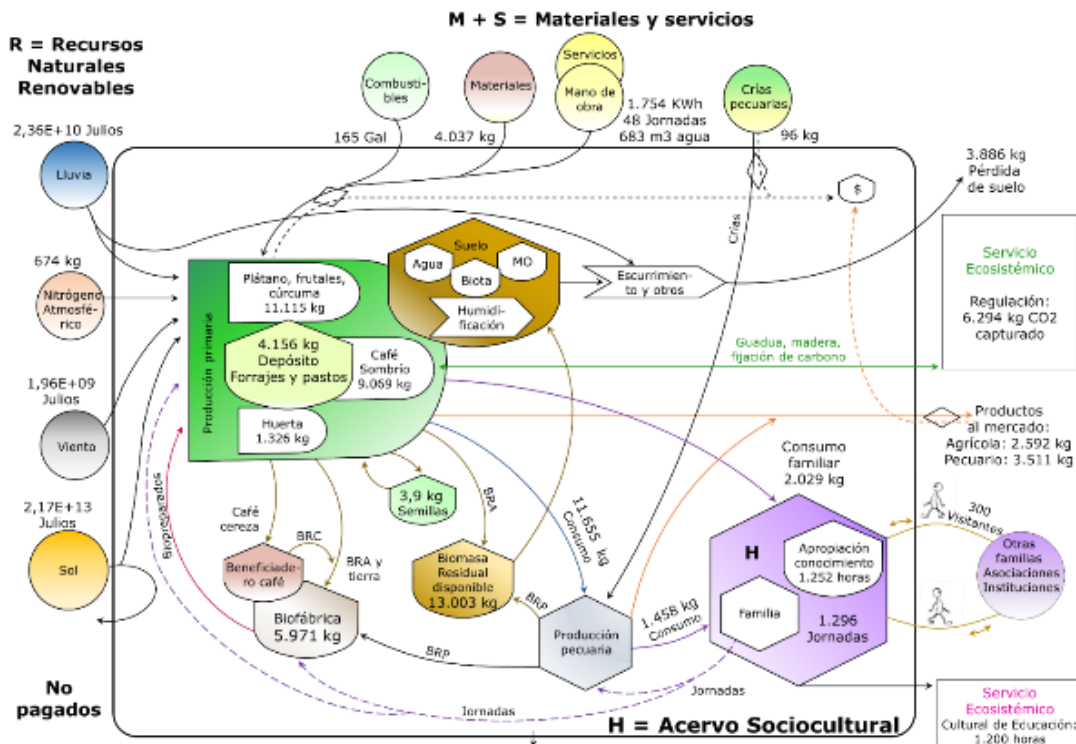 M + S = Materiales y servicios
R = Recursos
Naturales
Renovables
Combusti-
bles
Materiales
Servicios
Mano de
obra
Crías
pecuarias
165 Gal
4.037 kg
1.754 KWh
48 Jornadas
683 m3 agua
96 kg
2,36E+10 Julios
Lluvia
3.886 kg
Pérdida
de suelo
$
Crías
674 kg
Nitrógeno
Atmosfé-
rico
Suelo
Agua
Biota
MO
Humidi-
ficación
Escurrimien-
to y otros
Servicio
Ecosistémico
Regulación:
6.294 kg CO2
capturado
Producción primaria
Plátano, frutales,
cúrcuma
11.115 kg
4.156 kg
Depósito
Forrajes y pastos
Café
Sombrio
9.069 kg
Huerta
1.326 kg
Guadua, madera,
fijación de carbono
1,96E+09
Julios
Viento
Productos
al mercado:
Agrícola: 2.592 kg
Pecuario: 3.511 kg
Consumo
familiar
2.029 kg
Biopreparados
2,17E+13
Julios
Sol
Café
cereza
BRC
BRA y
tierra
3,9 kg
Semillas
BRA
11.655 kg
Consumo
300
Visitantes
Otras
familias
Asociaciones
Instituciones
H
Apropiación
conocimiento
1.252 horas
Familia
1.296
Jornadas
Beneficiade-
ro café
Biofábrica
5.971 kg
Biomasa
Residual
disponible
13.003 kg
BRP
Producción
pecuaria
1.458 kg
Consumo
BRP
Jornadas
Jornadas
No
pagados
H = Acervo Sociocultural
Servicio
Ecosistémico
Cultural de Educación:
1.200 horas